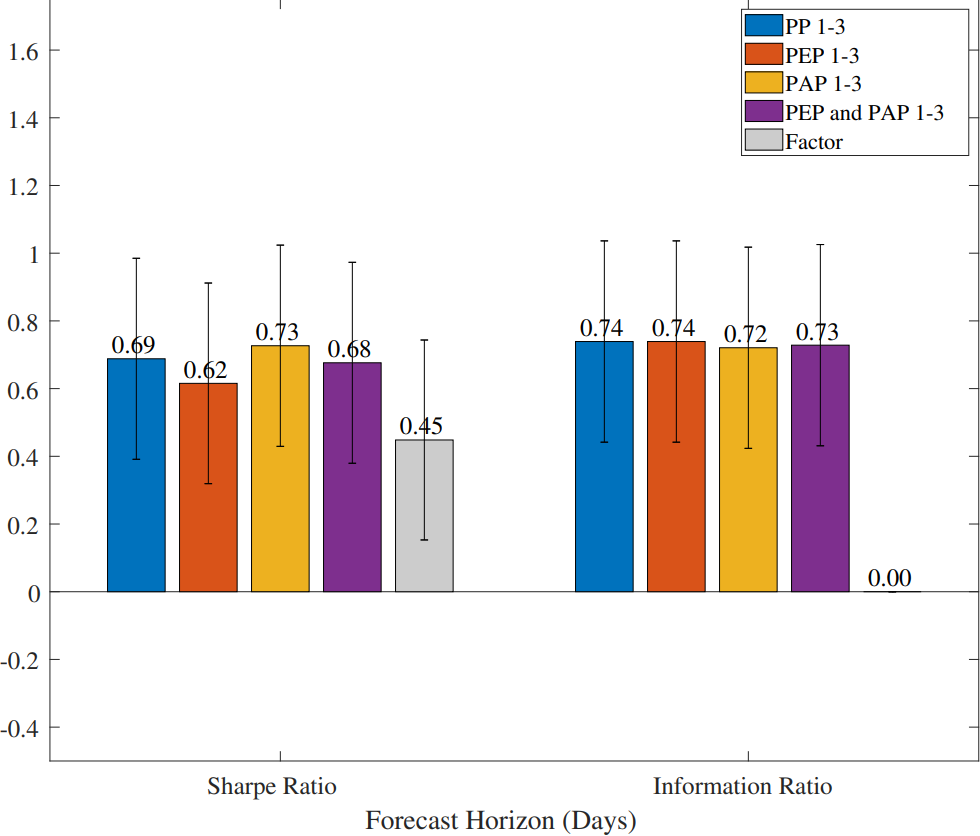 1.6
1.4
1.2
1
0.8
0.6
0.4
0.2
0
-0.2
-0.4
PP 1-3
PEP 1-3
PAP 1-3
PEP and PAP 1-3
Factor
0.69
0.62
0.73
0.68
0.45
0.74
0.74
0.72
0.73
0.00
Sharpe Ratio
Information Ratio
Forecast Horizon (Days)